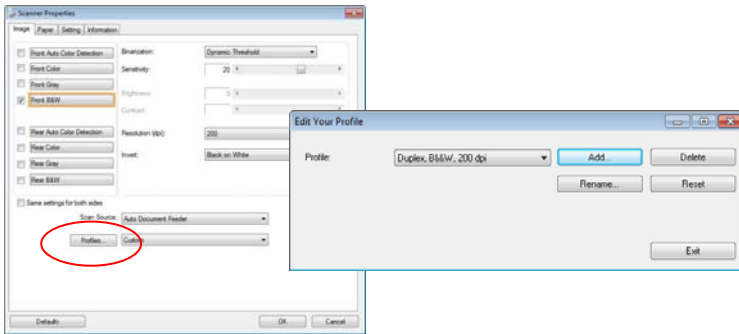 Scanner Properties
Image Paper Setting Information
Front Auto Color Detection
Front Color
Front Gray
Front B&W
Rear Auto Color Detection
Rear Color
Rear Gray
Rear B&W
Binarization: Dynamic Threshold
Sensitivity: 20
Brightness: 0
Contrast:
Resolution (dpi): 200
Invert: Black on White
Same settings for both sides
Scan Source: Auto Document Feeder
Profiles... Custom
Defaults OK Cancel
Edit Your Profile
Profile: Duplex, B&W, 200 dpi Add... Delete
Rename... Reset
Exit